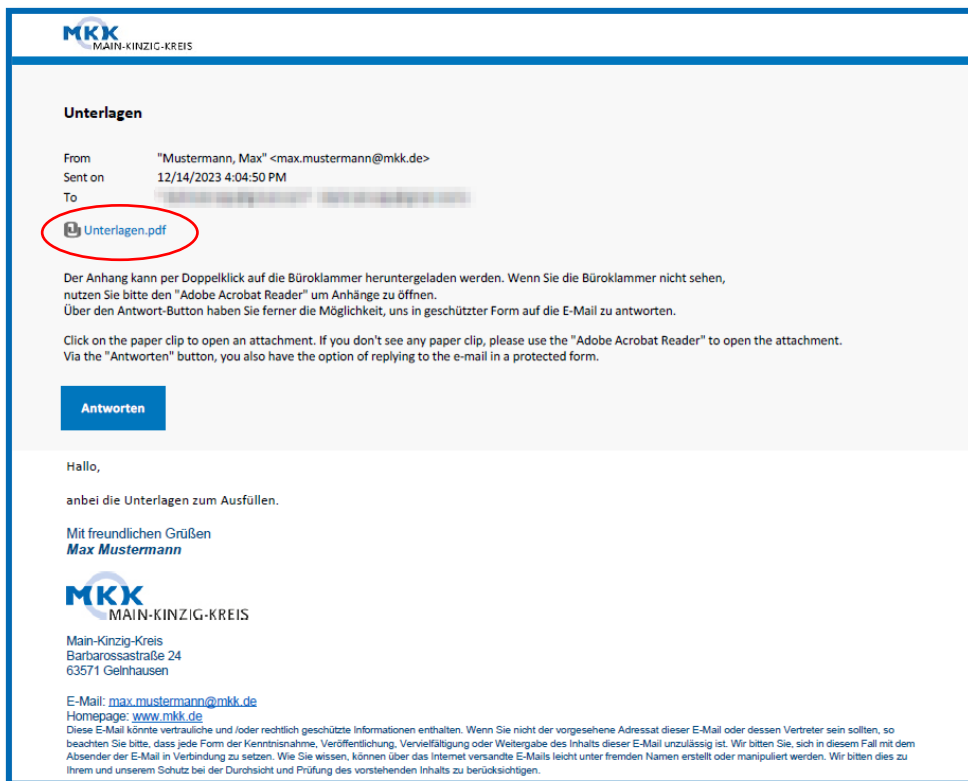 MKK
MAIN-KINZIG-KREIS
Unterlagen
From "Mustermann, Max" <max.mustermann@mkk.de>
Sent on 12/14/2023 4:04:50 PM
To
Unterlagen.pdf
Der Anhang kann per Doppelklick auf die Büroklammer heruntergeladen werden. Wenn Sie die Büroklammer nicht sehen,
nutzen Sie bitte den "Adobe Acrobat Reader" um Anhänge zu öffnen.
Über den Antwort-Button haben Sie ferner die Möglichkeit, uns in geschützter Form auf die E-Mail zu antworten.
Click on the paper clip to open an attachment. If you don't see any paper clip, please use the "Adobe Acrobat Reader" to open the attachment.
Via the "Antworten" button, you also have the option of replying to the e-mail in a protected form.
Antworten
Hallo,
anbei die Unterlagen zum Ausfüllen.
Mit freundlichen Grüßen
Max Mustermann
MKK
MAIN-KINZIG-KREIS
Main-Kinzig-Kreis
Barbarossastraße 24
63571 Gelnhausen
E-Mail: max.mustermann@mkk.de
Homepage: www.mkk.de
Diese E-Mail könnte vertrauliche und /oder rechtlich geschützte Informationen enthalten. Wenn Sie nicht der vorgesehene Adressat dieser E-Mail oder dessen Vertreter sein sollten, so
beachten Sie bitte, dass jede Form der Kenntnisnahme, Veröffentlichung, Vervielfältigung oder Weitergabe des Inhalts dieser E-Mail unzulässig ist. Wir bitten Sie, sich in diesem Fall mit dem
Absender der E-Mail in Verbindung zu setzen. Wie Sie wissen, können über das Internet versandte E-Mails leicht unter fremden Namen erstellt oder manipuliert werden. Wir bitten dies zu
Ihrem und unserem Schutz bei der Durchsicht und Prüfung des vorstehenden Inhalts zu berücksichtigen.